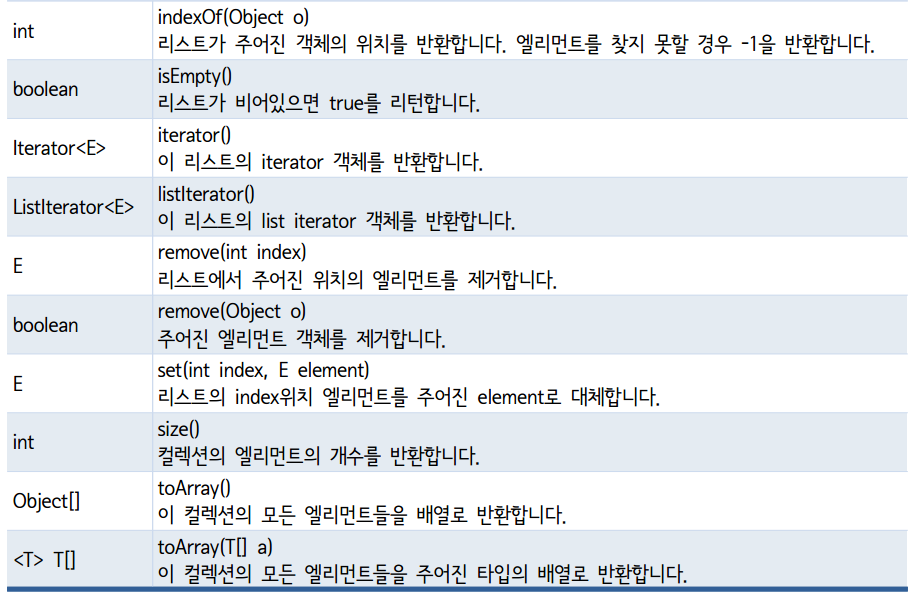 int
indexOf(Object o)
리스트가 주어진 객체의 위치를 반환합니다. 엘리먼트를 찾지 못할 경우 -1을 반환합니다.
boolean
isEmpty()
리스트가 비어있으면 true를 리턴합니다.
Iterator<E>
iterator()
이 리스트의 iterator 객체를 반환합니다.
ListIterator<E>
listIterator()
이 리스트의 list iterator 객체를 반환합니다.
E
remove(int index)
리스트에서 주어진 위치의 엘리먼트를 제거합니다.
boolean
remove(Object o)
주어진 엘리먼트 객체를 제거합니다.
E
set(int index, E element)
리스트의 index위치 엘리먼트를 주어진 element로 대체합니다.
int
size()
컬렉션의 엘리먼트의 개수를 반환합니다.
Object[]
toArray()
이 컬렉션의 모든 엘리먼트들을 배열로 반환합니다.
<T> T[]
toArray(T[] a)
이 컬렉션의 모든 엘리먼트들을 주어진 타입의 배열로 반환합니다.